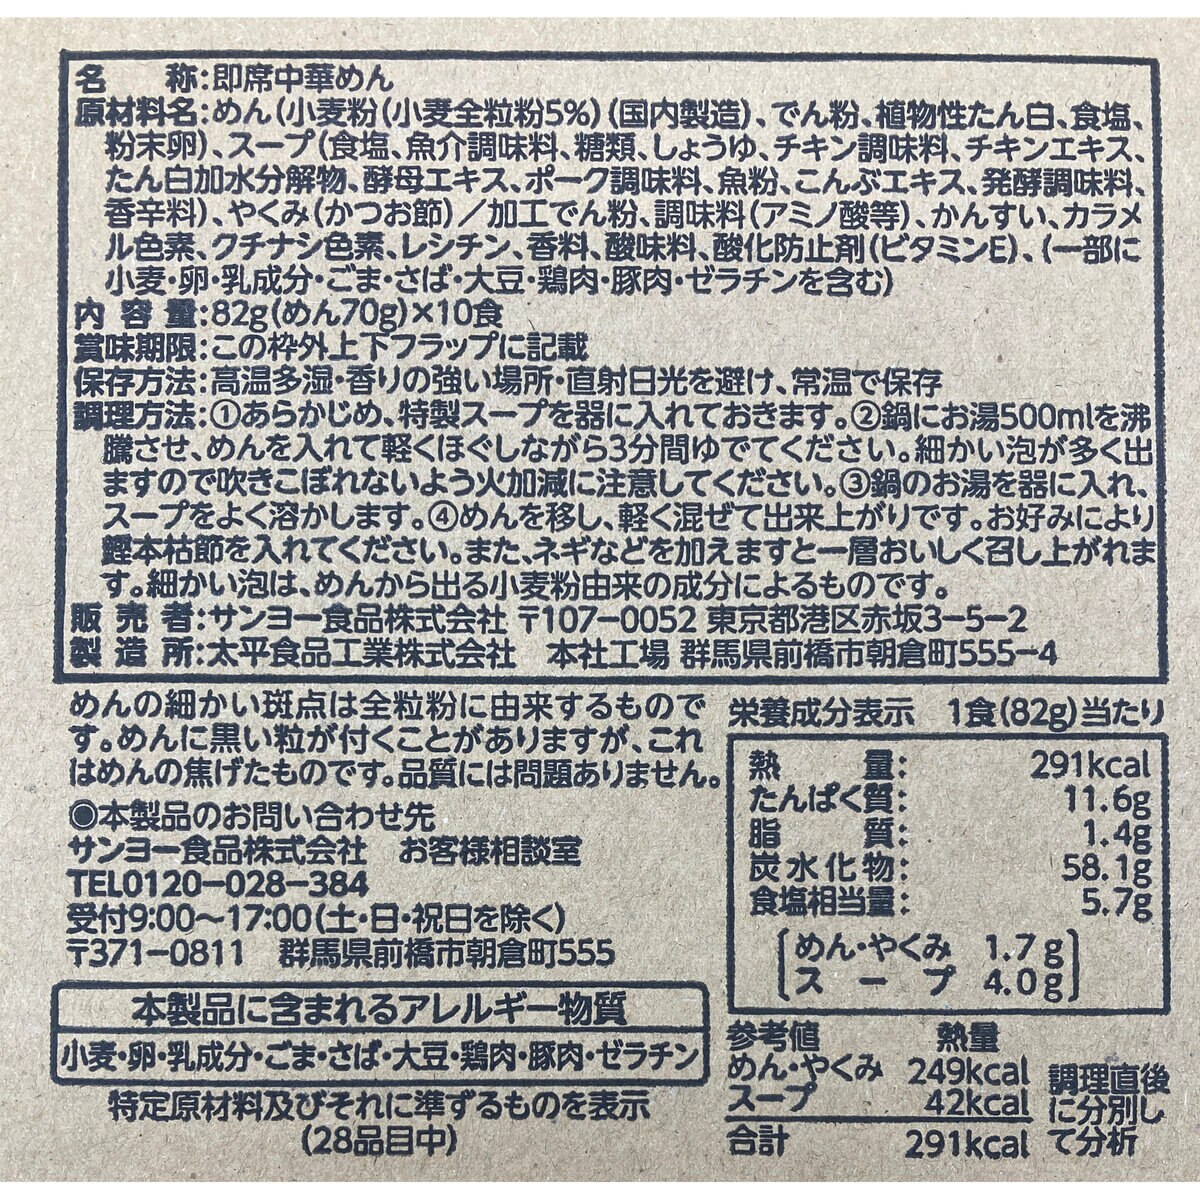 名称:即席中華めん
原材料名:めん(小麦粉(小麦全粒粉5%)(国内製造)、でん粉、植物性たん白、食塩、
粉末卵)、スープ(食塩、魚介調味料、糖類、しょうゆ、チキン調味料、チキンエキス、
たん白加水分解物、酵母エキス、ポーク調味料、魚粉、こんぶエキス、発酵調味料、
香辛料)、やくみ(かつお節)/加工でん粉、調味料(アミノ酸等)、かんすい、カラメ
ル色素、クチナシ色素、レシチン、香料、酸味料、酸化防止剤(ビタミンE)、(一部に
小麦・卵・乳成分・ごま・さば・大豆・鶏肉・豚肉・ゼラチンを含む)
内容量:82g(めん70g)×10食
賞味期限:この枠外上下フラップに記載
保存方法:高温多湿・香りの強い場所・直射日光を避け、常温で保存
調理方法:①あらかじめ、特製スープを器に入れておきます。②鍋にお湯500mlを沸
騰させ、めんを入れて軽くほぐしながら3分間ゆでてください。細かい泡が多く出
ますので吹きこぼれないよう火加減に注意してください。③鍋のお湯を器に入れ、
スープをよく溶かします。④めんを移し、軽く混ぜて出来上がりです。お好みにより
鰹本枯節を入れてください。また、ネギなどを加えますと一層おいしく召し上がれま
す。細かい泡は、めんから出る小麦粉由来の成分によるものです。
販売者:サンヨー食品株式会社 〒107-0052 東京都港区赤坂3-5-2
製造所:太平食品工業株式会社 本社工場 群馬県前橋市朝倉町555-4
めんの細かい斑点は全粒粉に由来するもので
す。めんに黒い粒が付くことがありますが、これ
はめんの焦げたものです。品質には問題ありません。
◉本製品のお問い合わせ先
サンヨー食品株式会社 お客様相談室
TEL0120-028-384
受付9:00〜17:00(土・日・祝日を除く)
〒371-0811 群馬県前橋市朝倉町555
本製品に含まれるアレルギー物質
小麦・卵・乳成分・ごま・さば・大豆・鶏肉・豚肉・ゼラチン
特定原材料及びそれに準ずるものを表示
(28品目中)
栄養成分表示 1食(82g)当たり
熱量: 291kcal
たんぱく質: 11.6g
脂質: 1.4g
炭水化物: 58.1g
食塩相当量: 5.7g
めん・やくみ 1.7g
スープ 4.0g
参考値 熱量
めん・やくみ 249kcal
スープ 42kcal
合計 291kcal
調理直後
に分別し
て分析